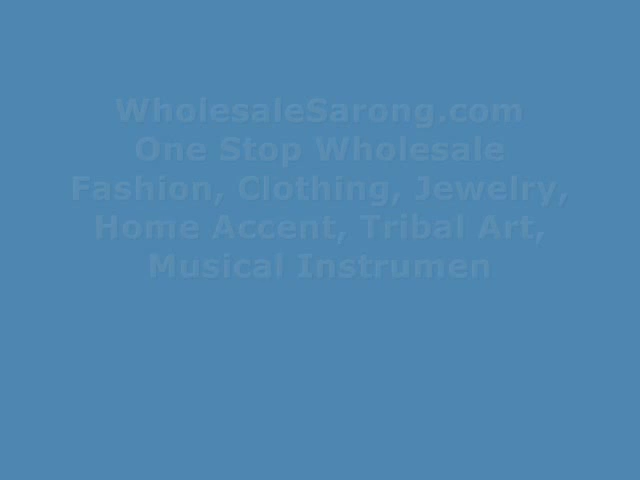 WholesaleSarong.com
One Stop Wholesale
Fashion, Clothing, Jewelry,
Home Accent, Tribal Art,
Musical Instrumen